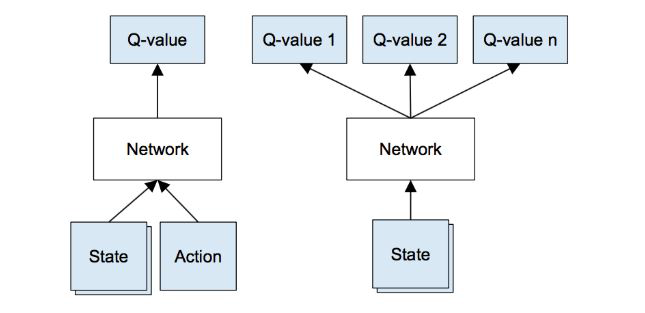 Q-value
Network
State
Action
Q-value 1
Q-value 2
Q-value n
Network
State